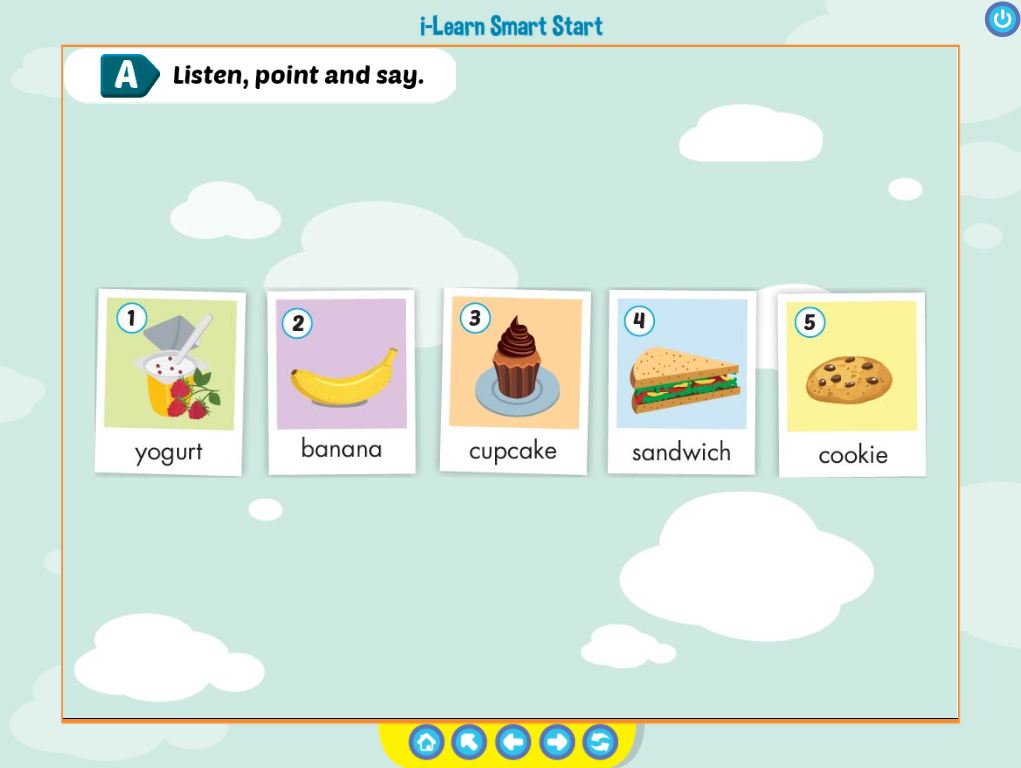 i-Learn Smart Start
A Listen, point and say.
1 2 3 4 5
yogurt banana cupcake sandwich cookie